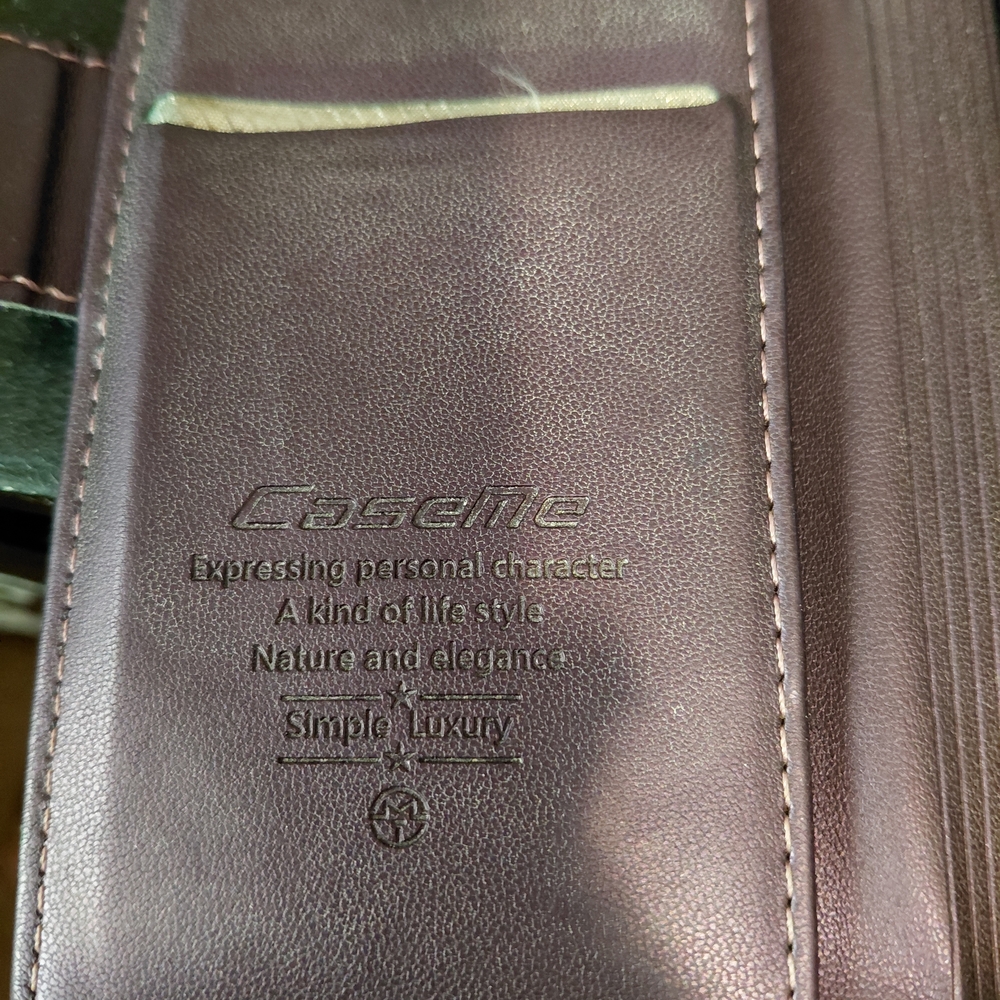 CaseMe
Expressing personal character
A kind of life style
Nature and elegance
Simple Luxury